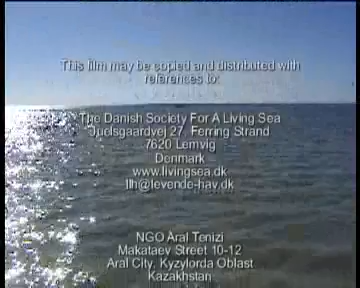 This film may be copied and distributed with
references to:
The Danish Society For A Living Sea
Juelsgaardvej 27, Ferring Strand
7620 Lemvig
Denmark
www.livingsea.dk
llh@levende-hav.dk
NGO Aral Tenizi
Makataev Street 10-12
Aral City, Kyzylorda Oblast
Kazakhstan